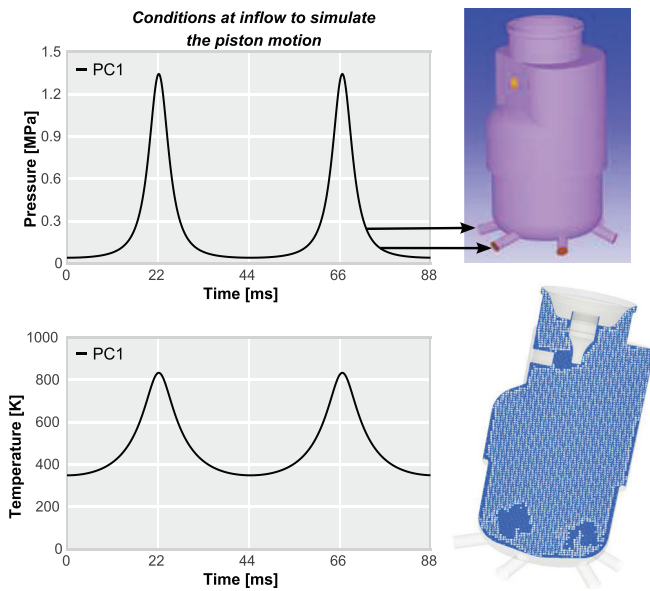 Conditions at inflow to simulate
the piston motion
1.5
PC1
1.2
0.9
0.6
0.3
0
Pressure [MPa]
0 22 44 66 88
Time [ms]
1000
PC1
800
600
400
200
0
Temperature [K]
0 22 44 66 88
Time [ms]